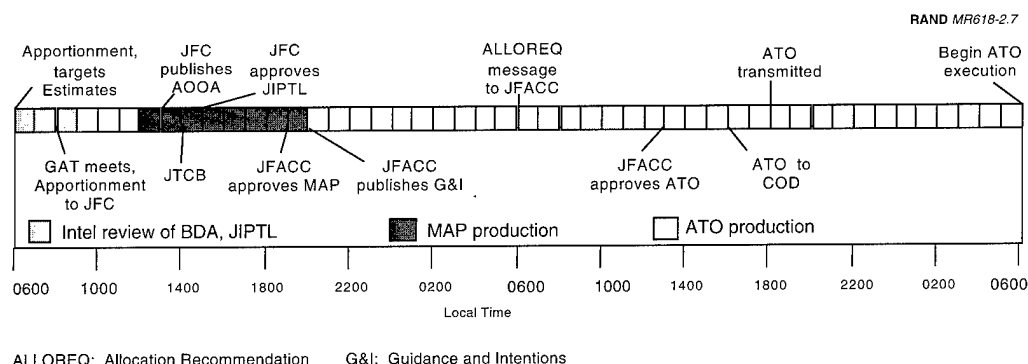 RAND MR618-2.7
Apportionment,
targets
Estimates
JFC
publishes
AOOA
JFC
approves
JIPTL
ALLOREQ
message
to JFACC
ATO
transmitted
Begin ATO
execution
GAT meets,
Apportionment
to JFC
JTCB
JFACC
approves MAP
JFACC
publishes G&I
JFACC
approves ATO
ATO to
COD
Intel review of BDA, JIPTL
MAP production
ATO production
0600 1000 1400 1800 2200 0200 0600 1000 1400 1800 2200 0200 0600
Local Time
ALLOREQ: Allocation Recommendation G&I: Guidance and Intentions